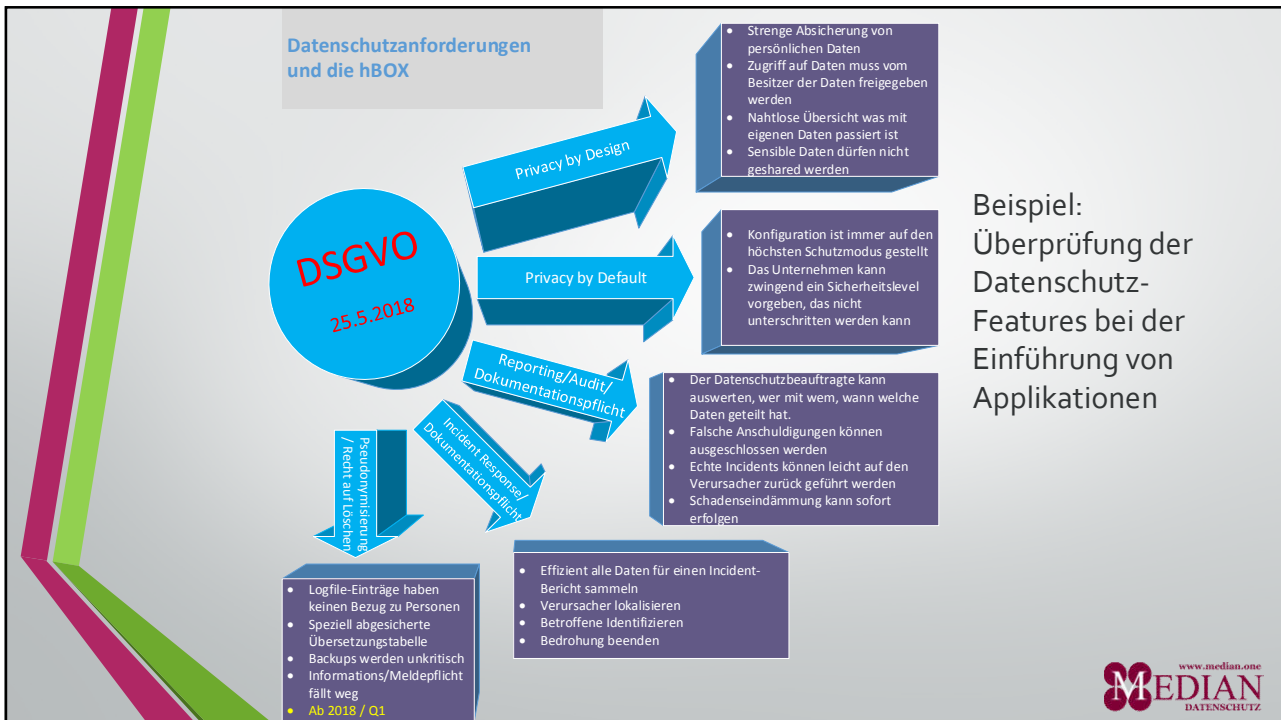 Datenschutzanforderungen
und die hBOX
DSGVO
25.5.2018
Privacy by Design
• Strenge Absicherung von
persönlichen Daten
• Zugriff auf Daten muss vom
Besitzer der Daten freigegeben
werden
• Nahtlose Übersicht was mit
eigenen Daten passiert ist
• Sensible Daten dürfen nicht
geshared werden
Privacy by Default
• Konfiguration ist immer auf den
höchsten Schutzmodus gestellt
• Das Unternehmen kann
zwingend ein Sicherheitslevel
vorgeben, das nicht
unterschritten werden kann
Reporting/Audit/
Dokumentationspflicht
• Der Datenschutzbeauftragte kann
auswerten, wer mit wem, wann welche
Daten geteilt hat.
• Falsche Anschuldigungen können
ausgeschlossen werden
• Echte Incidents können leicht auf den
Verursacher zurück geführt werden
• Schadenseindämmung kann sofort
erfolgen
Incident Response/
Dokumentationspflicht
• Effizient alle Daten für einen Incident-
Bericht sammeln
• Verursacher lokalisieren
• Betroffene Identifizieren
• Bedrohung beenden
Pseudonymisierung
/ Recht auf Löschen
• Logfile-Einträge haben
keinen Bezug zu Personen
• Speziell abgesicherte
Übersetzungstabelle
• Backups werden unkritisch
• Informations/Meldepflicht
fällt weg
• Ab 2018 / Q1
Beispiel:
Überprüfung der
Datenschutz-
Features bei der
Einführung von
Applikationen
www.median.one
MEDIAN
DATENSCHUTZ